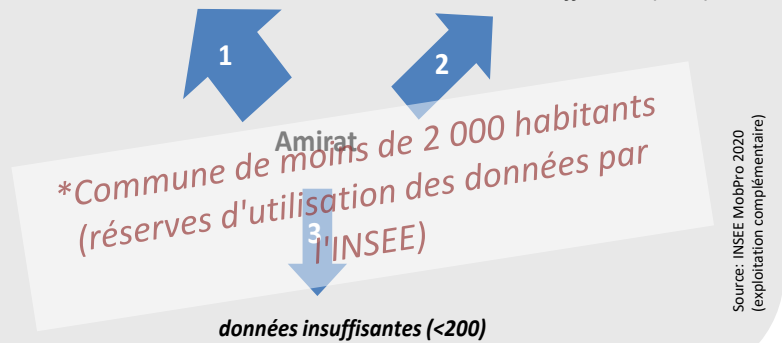 1
2
Amirat
*Commune de moins de 2 000 habitants
(réserves d'utilisation des données par
l'INSEE)
3
données insuffisantes (<200)
Source: INSEE MobPro 2020
(exploitation complémentaire)